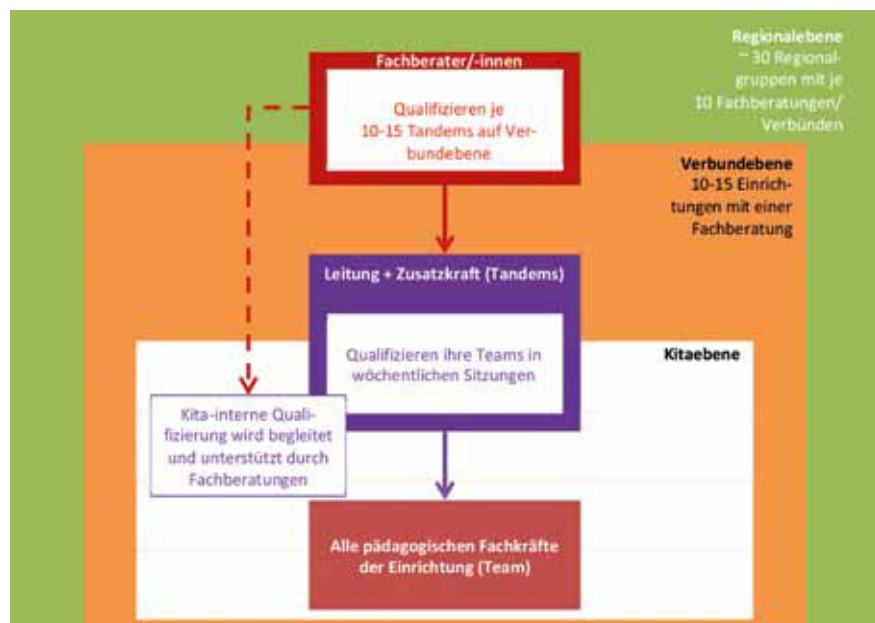 Regionalebene
~ 30 Regional-
gruppen mit je
10 Fachberatungen/
Verbünden
Fachberater/-innen
Qualifizieren je
10-15 Tandems auf Ver-
bundebene
Verbundebene
10-15 Einrich-
tungen mit einer
Fachberatung
Leitung + Zusatzkraft (Tandems)
Qualifizieren ihre Teams in
wöchentlichen Sitzungen
Kitaebene
Kita-interne Quali-
fizierung wird begleitet
und unterstützt durch
Fachberatungen
Alle pädagogischen Fachkräfte
der Einrichtung (Team)